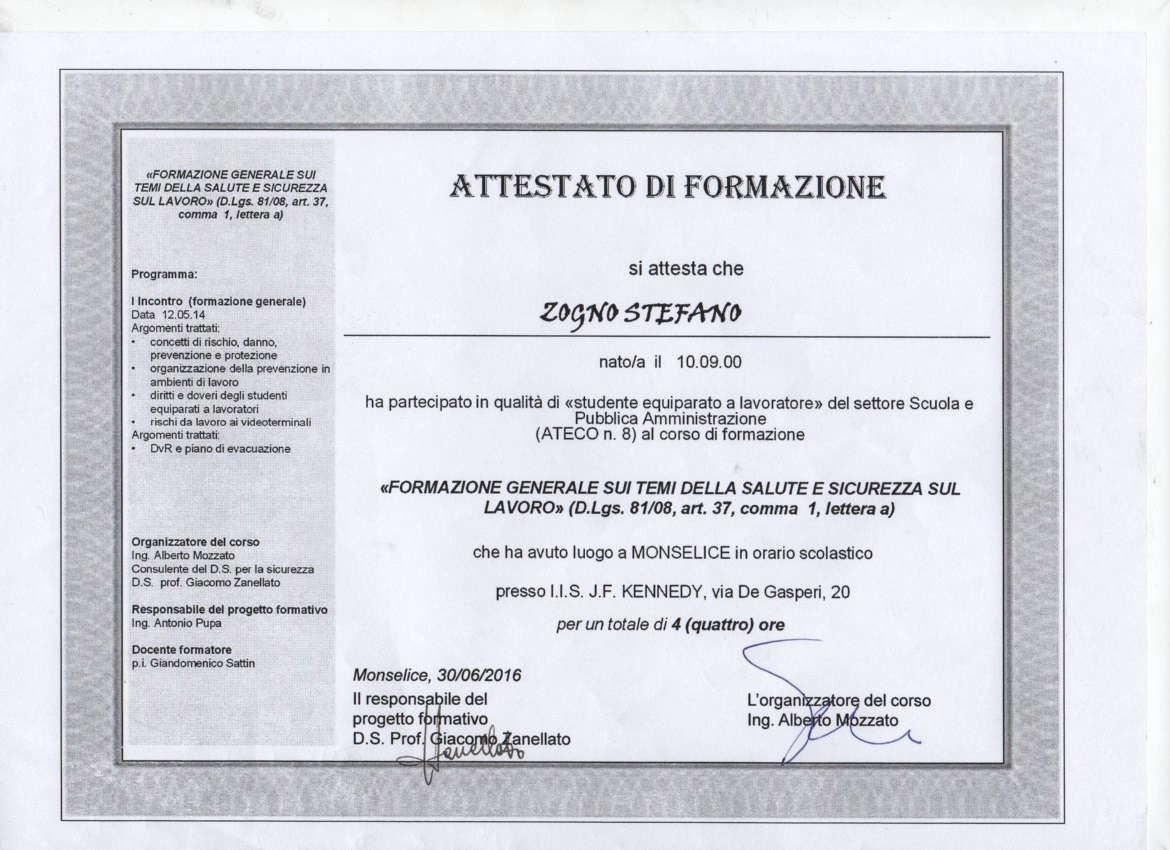 «FORMAZIONE GENERALE SUI
TEMI DELLA SALUTE E SICUREZZA
SUL LAVORO» (D.Lgs. 81/08, art. 37,
comma 1, lettera a)
Programma:
I Incontro (formazione generale)
Data 12.05.14
Argomenti trattati:
• concetti di rischio, danno,
prevenzione e protezione
• organizzazione della prevenzione in
ambienti di lavoro
• diritti e doveri degli studenti
equiparati a lavoratori
• rischi da lavoro ai videoterminali
Argomenti trattati:
• DvR e piano di evacuazione
Organizzatore del corso
Ing. Alberto Mozzato
Consulente del D.S. per la sicurezza
D.S. prof. Giacomo Zanellato
Responsabile del progetto formativo
Ing. Antonio Pupa
Docente formatore
p.i. Giandomenico Sattin
ATTESTATO DI FORMAZIONE
si attesta che
ZOGNO STEFANO
nato/a il 10.09.00
ha partecipato in qualità di «studente equiparato a lavoratore» del settore Scuola e
Pubblica Amministrazione
(ATECO n. 8) al corso di formazione
«FORMAZIONE GENERALE SUI TEMI DELLA SALUTE E SICUREZZA SUL
LAVORO» (D.Lgs. 81/08, art. 37, comma 1, lettera a)
che ha avuto luogo a MONSELICE in orario scolastico
presso I.I.S. J.F. KENNEDY, via De Gasperi, 20
per un totale di 4 (quattro) ore
Monselice, 30/06/2016
Il responsabile del
progetto formativo
D.S. Prof. Giacomo Zanellato
L'organizzatore del corso
Ing. Alberto Mozzato